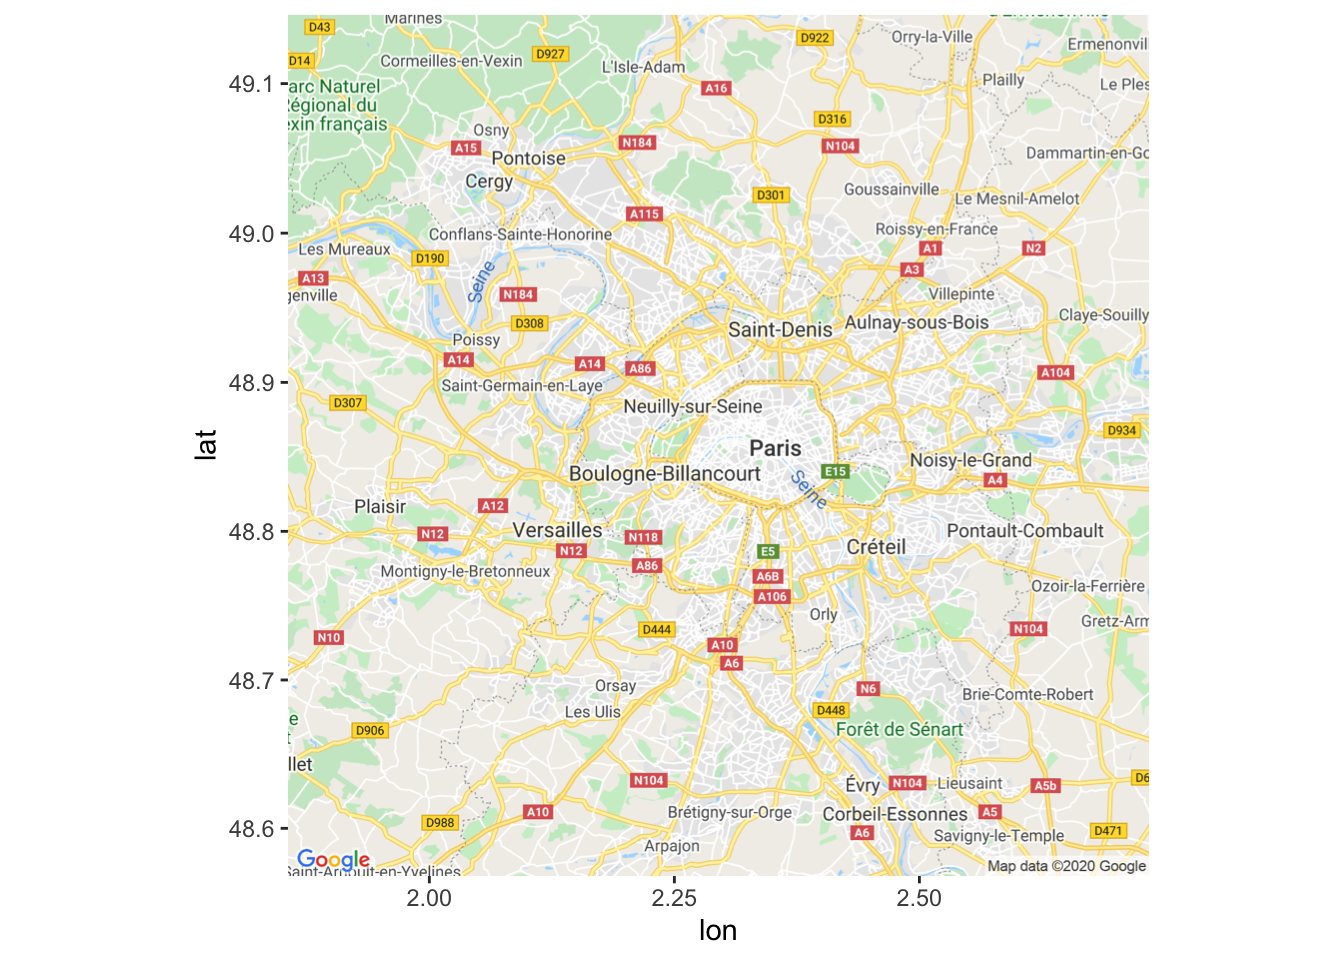 Marines
D43
D922
Orry-la-Ville
Ermenonvil
D14
D927
Cormeilles-en-Vexin
L'Isle-Adam
Plailly
Le Ples
49.1
A16
arc Naturel
Régional du
exin français
D316
Osny
N184
N104
A15
Pontoise
Dammartin-en-Go
Cergy
Goussainville
D301
Le Mesnil-Amelot
A115
49.0
Conflans-Sainte-Honorine
Roissy-en-France
Les Mureaux
A1
N2
D190
A3
A13
Seine
genville
N184
Villepinte
D308
Saint-Denis
Aulnay-sous-Bois
Claye-Souilly
Poissy
A14
A14
A86
A104
48.9
Saint-Germain-en-Laye
D307
Neuilly-sur-Seine
D934
lat
Paris
Noisy-le-Grand
Boulogne-Billancourt
E15
A4
Seine
Plaisir
A12
48.8
N12
Versailles
N118
Pontault-Combault
N12
E5
Créteil
A86
Montigny-le-Bretonneux
A6B
Ozoir-la-Ferrière
A106
Orly
Gretz-Arm
N10
D444
N104
A10
A6
48.7
Orsay
N6
Brie-Comte-Robert
Les Ulis
D448
e
D906
Forêt de Sénart
t
llet
N104
Évry
N104
Lieusaint
A5b
D6
A10
Brétigny-sur-Orge
Corbeil-Essonnes
A5
48.6
D988
A6
Savigny-le-Temple
D471
Arpajon
Google
Saint-Arnoult-en-Yvelines
Map data ©2020 Google
2.00
2.25
2.50
lon